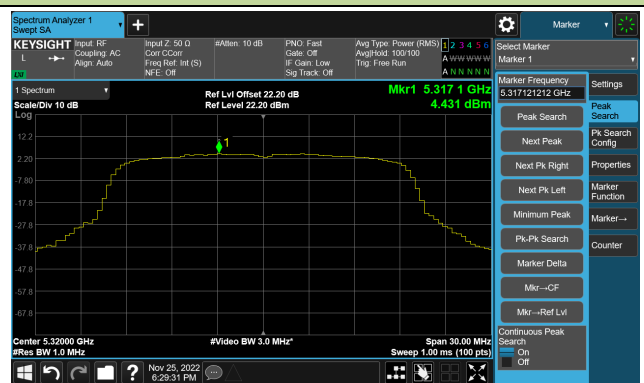 Spectrum Analyzer 1
Swept SA
Marker
KEYSIGHT
L
Input: RF
Coupling: AC
Align: Auto
Input Z: 50 Ω
Corr CCorr
Freq Ref: Int (S)
NFE: Off
#Atten: 10 dB
PNO: Fast
Gate: Off
IF Gain: Low
Sig Track: Off
Avg Type: Power (RMS)
Avg|Hold: 100/100
Trig: Free Run
1 2 3 4 5 6
A W W W W W
A N N N N N
Select Marker
Marker 1
1 Spectrum
Scale/Div 10 dB
Log
Ref Lvl Offset 22.20 dB
Ref Level 22.20 dBm
Mkr1 5.317 1 GHz
4.431 dBm
1
12.2
2.20
-7.80
-17.8
-27.8
-37.8
-47.8
-57.8
-67.8
Center 5.32000 GHz
#Res BW 1.0 MHz
#Video BW 3.0 MHz*
Span 30.00 MHz
Sweep 1.00 ms (100 pts)
Marker Frequency
5.317121212 GHz
Peak Search
Next Peak
Next Pk Right
Next Pk Left
Minimum Peak
Pk-Pk Search
Marker Delta
Mkr→CF
Mkr→Ref Lvl
Continuous Peak
Search
On
Off
Settings
Peak
Search
Pk Search
Config
Properties
Marker
Function
Marker→
Counter
Nov 25, 2022
6:29:31 PM